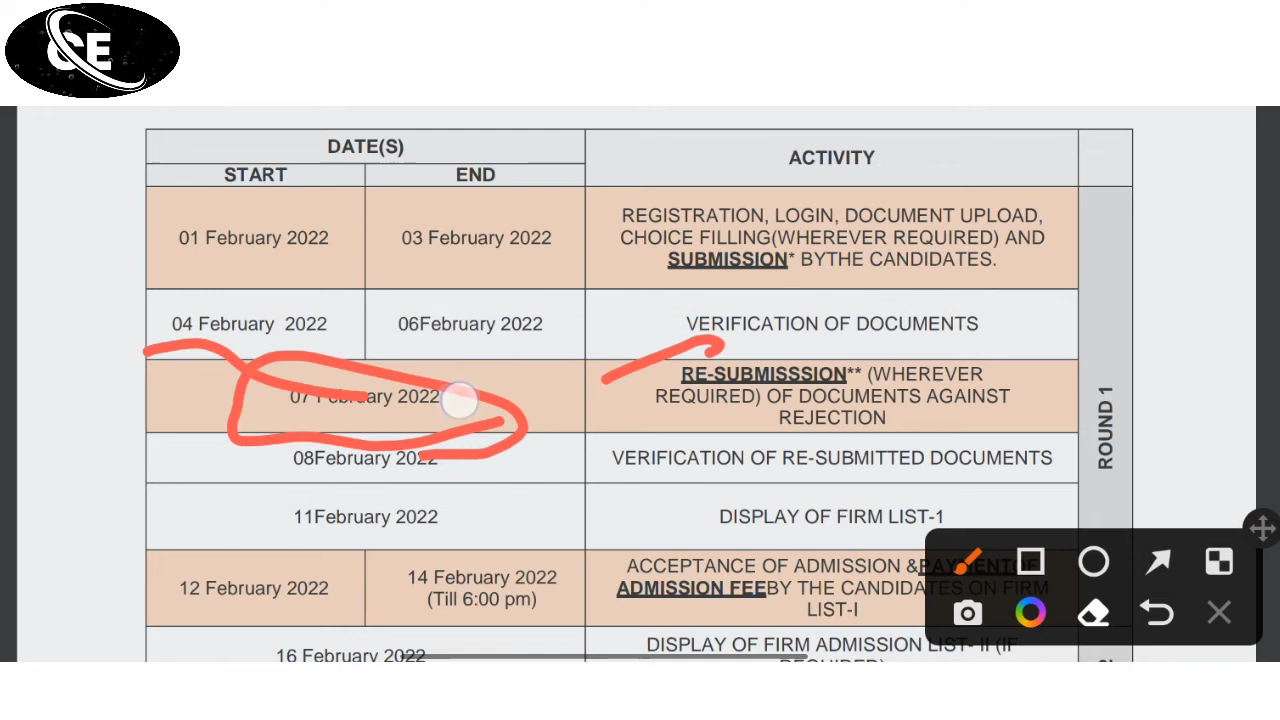 CE
DATE(S)
START
END
ACTIVITY
01 February 2022
03 February 2022
REGISTRATION, LOGIN, DOCUMENT UPLOAD,
CHOICE FILLING(WHEREVER REQUIRED) AND
SUBMISSION* BYTHE CANDIDATES.
04 February 2022
06February 2022
VERIFICATION OF DOCUMENTS
07 February 2022
RE-SUBMISSSION** (WHEREVER
REQUIRED) OF DOCUMENTS AGAINST
REJECTION
08February 2022
VERIFICATION OF RE-SUBMITTED DOCUMENTS
11February 2022
DISPLAY OF FIRM LIST-1
12 February 2022
14 February 2022
(Till 6:00 pm)
ACCEPTANCE OF ADMISSION &PAYMENTOF
ADMISSION FEEBY THE CANDIDATES ON FIRM
LIST-I
ROUND 1
16 February 2022
DISPLAY OF FIRM ADMISSION LIST- II (IF
REQUIRED)